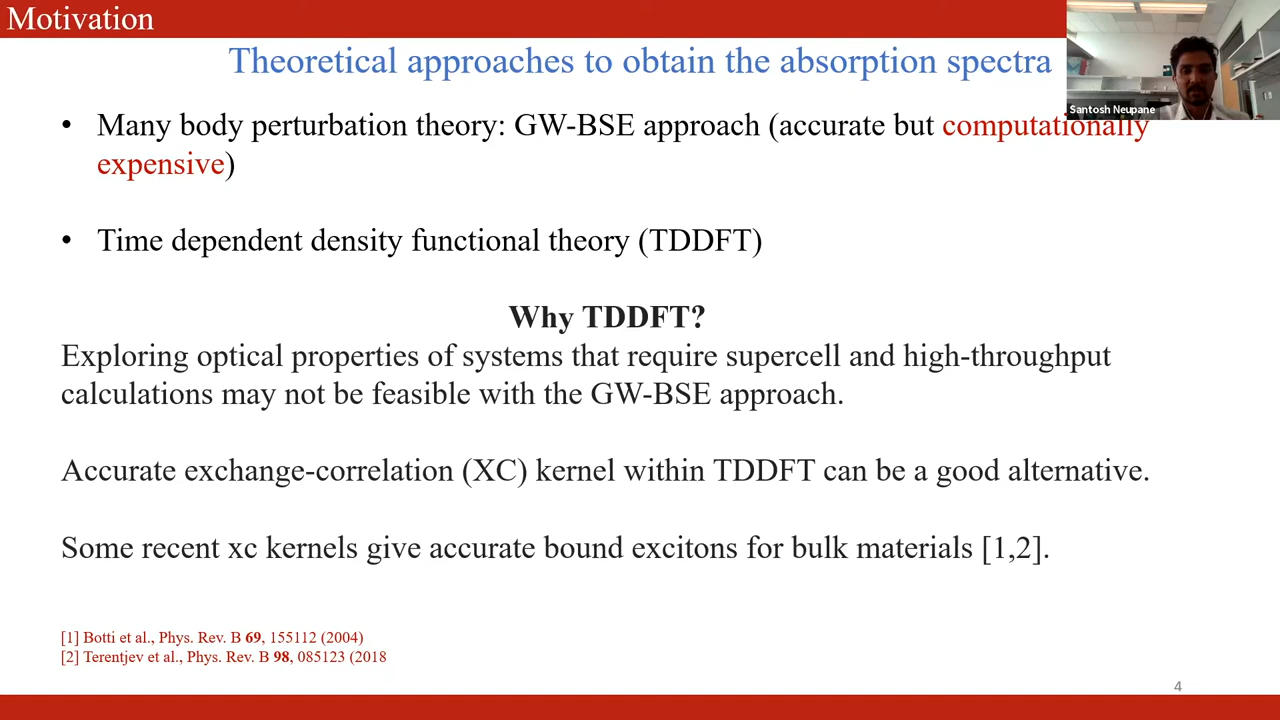 Motivation
Theoretical approaches to obtain the absorption spectra
Santosh Neupane
• Many body perturbation theory: GW-BSE approach (accurate but computationally
expensive)
• Time dependent density functional theory (TDDFT)
Why TDDFT?
Exploring optical properties of systems that require supercell and high-throughput
calculations may not be feasible with the GW-BSE approach.
Accurate exchange-correlation (XC) kernel within TDDFT can be a good alternative.
Some recent xc kernels give accurate bound excitons for bulk materials [1,2].
[1] Botti et al., Phys. Rev. B 69, 155112 (2004)
[2] Terentjev et al., Phys. Rev. B 98, 085123 (2018
4